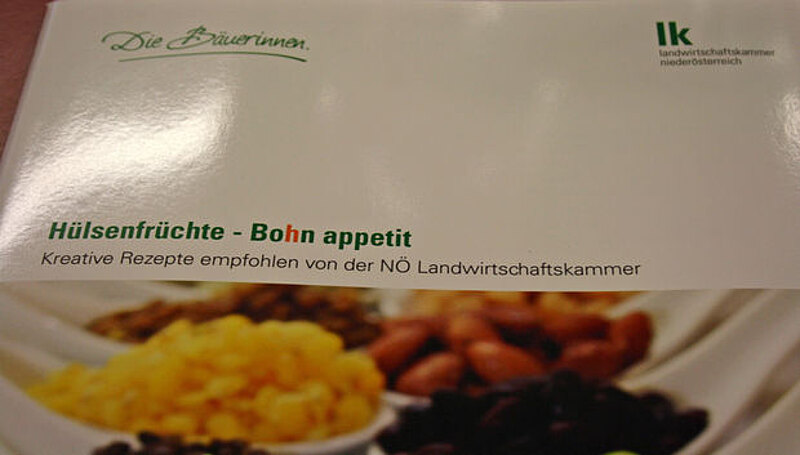 Die Bäuerinnen.
lk
landwirtschaftskammer
niederösterreich
Hülsenfrüchte - Bohn appetit
Kreative Rezepte empfohlen von der NÖ Landwirtschaftskammer